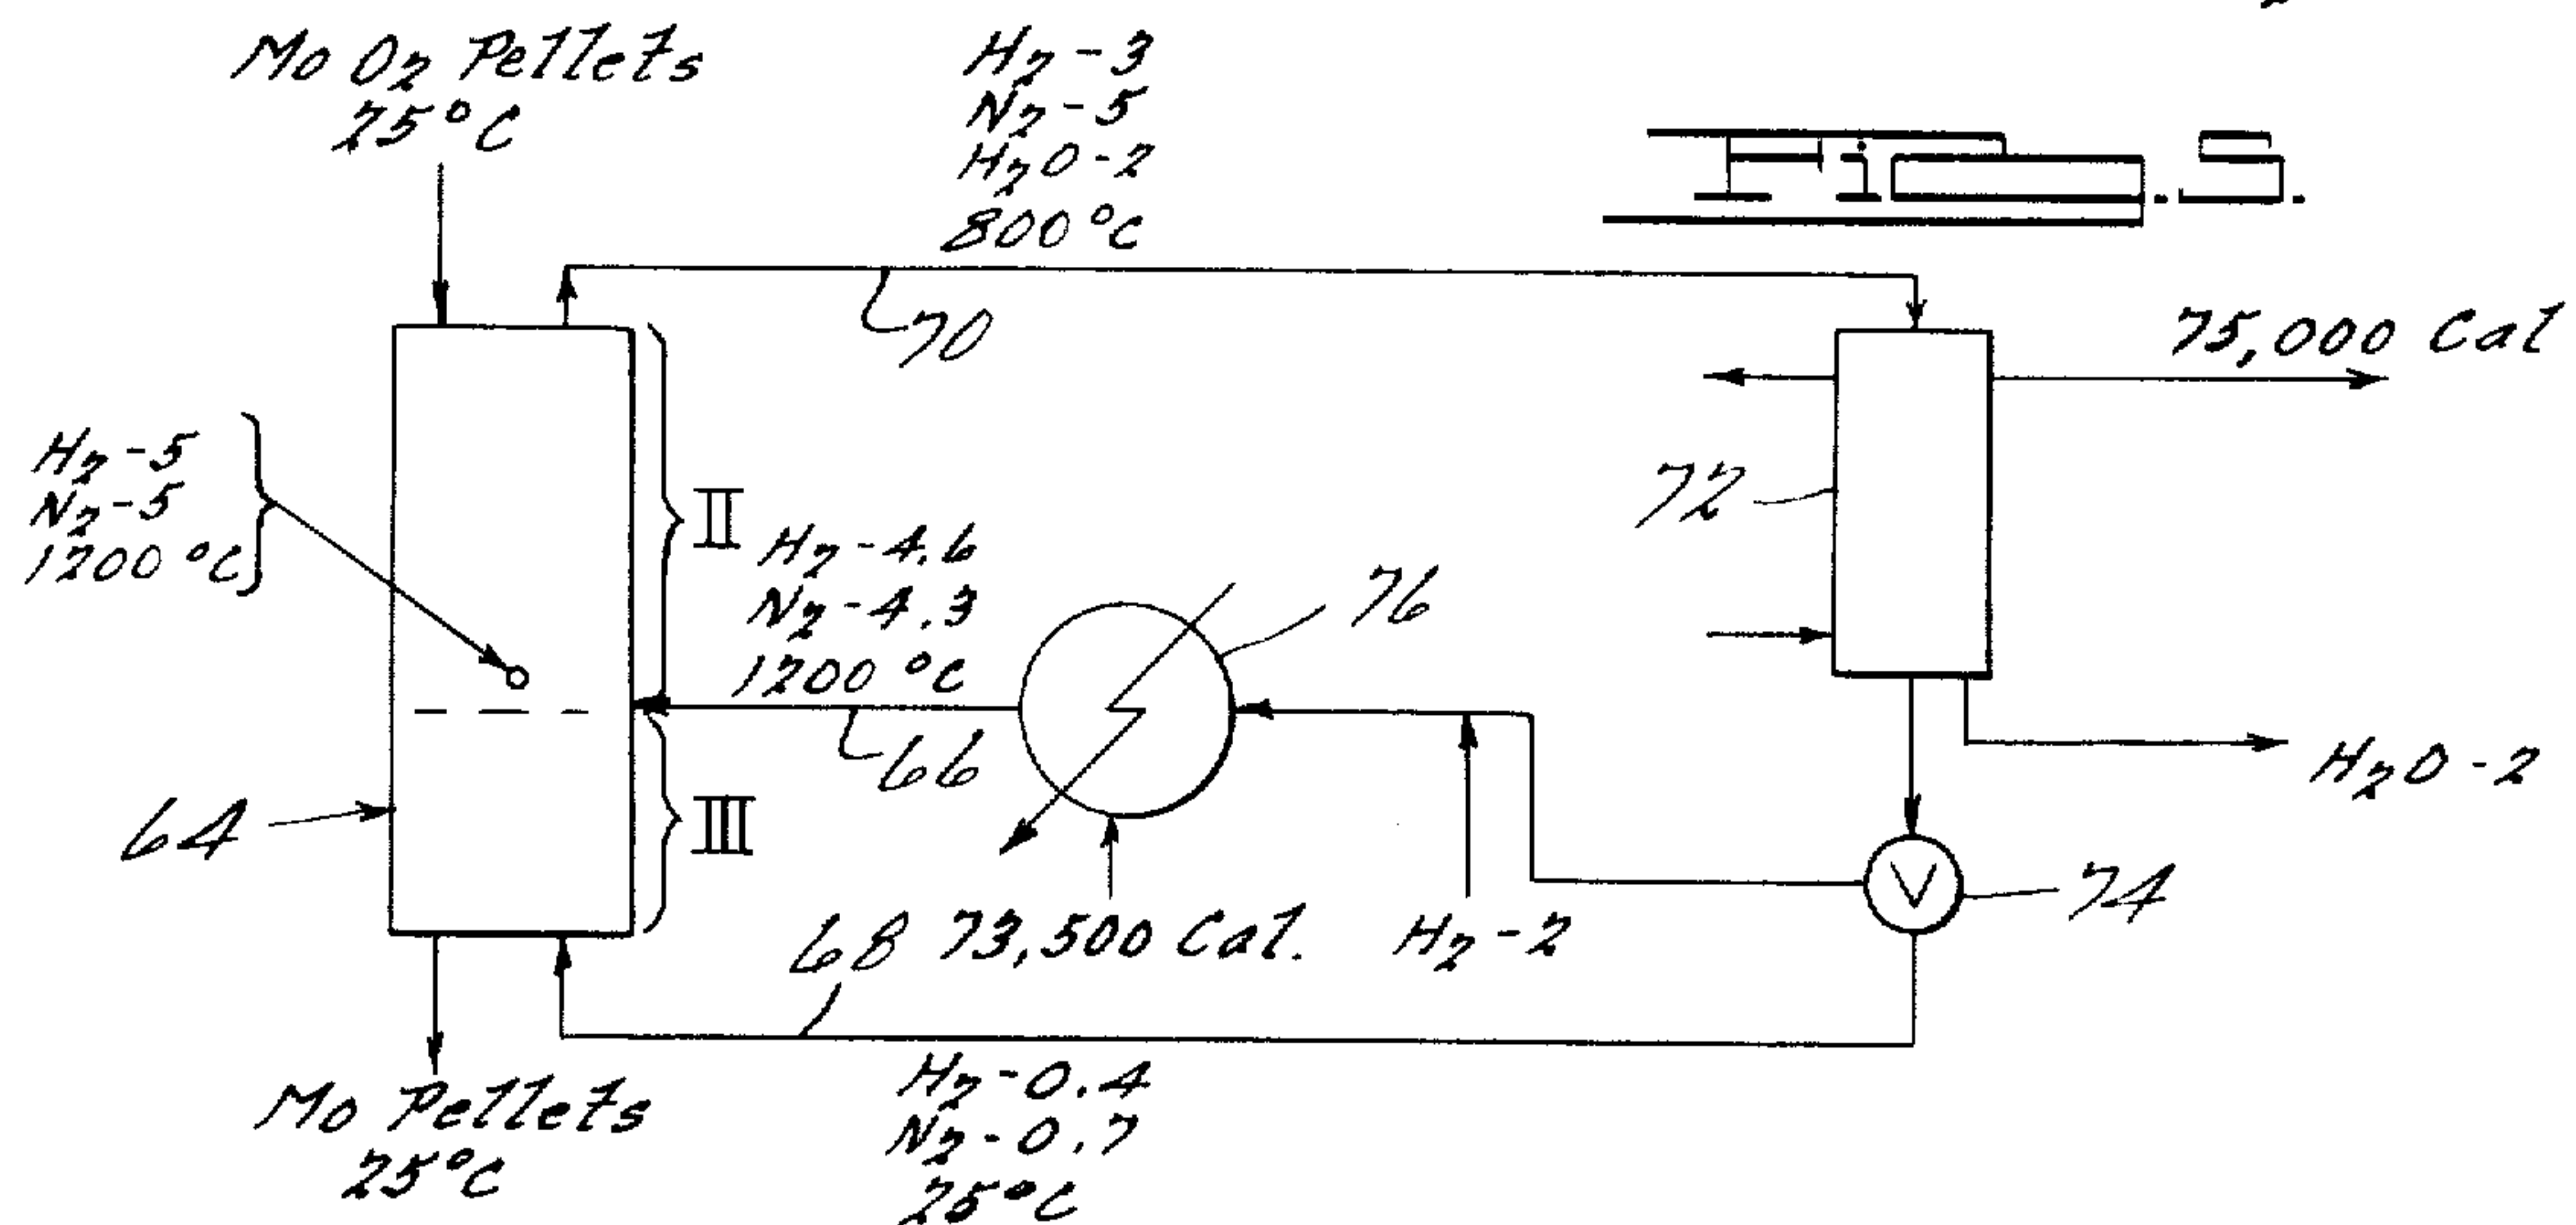 Mo O2 Pellets
25°C
H2-3
N2-5
H2O-2
800°C
Fig. 5.
70
75,000 Cal
H2-5
N2-5
1200°C
II
H2-4.6
N2-4.3
1200°C
76
72
66
III
64
H2O-2
74
68
73,500 Cal.
H2-2
Mo Pellets
25°C
H2-0.4
N2-0.7
25°C